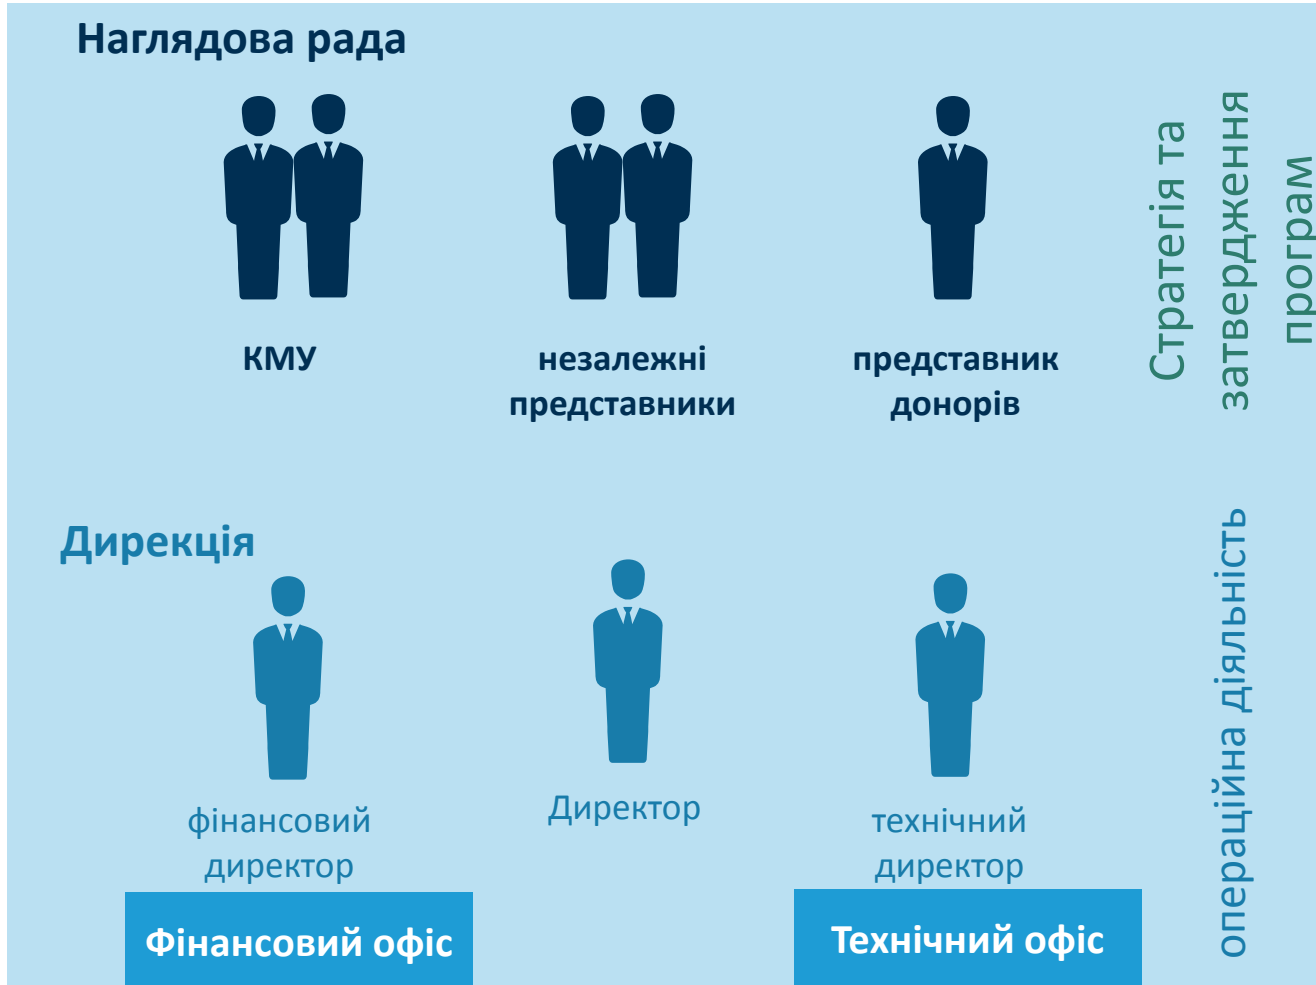 Наглядова рада
КМУ
незалежні
представники
представник
донорів
Стратегія та
затвердження
програм
Дирекція
фінансовий
директор
Директор
технічний
директор
Фінансовий офіс
Технічний офіс
операційна діяльність